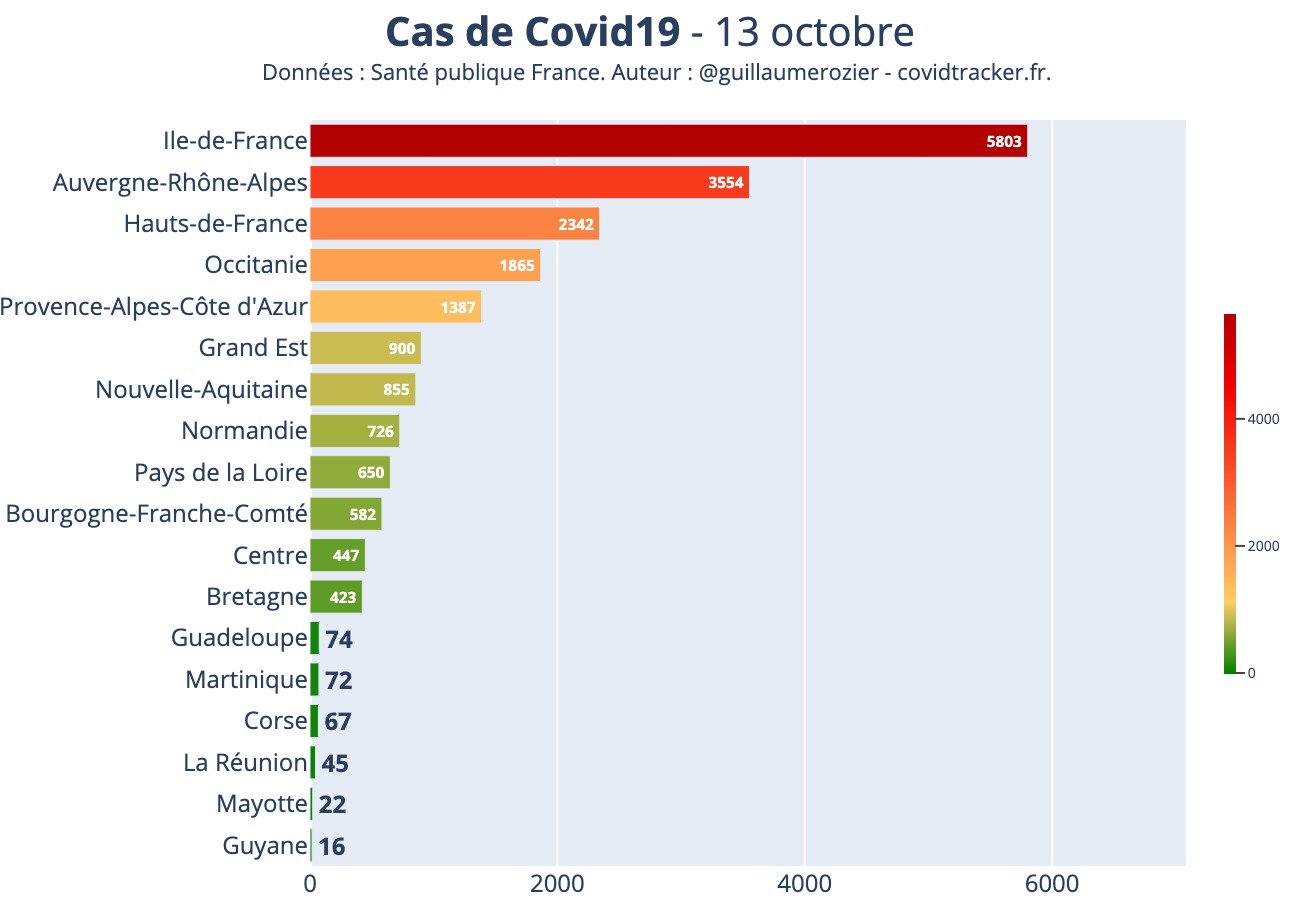 Cas de Covid19 - 13 octobre
Données : Santé publique France. Auteur : @guillaumerozier - covidtracker.fr.
Ile-de-France 5803
Auvergne-Rhône-Alpes 3554
Hauts-de-France 2342
Occitanie 1865
Provence-Alpes-Côte d'Azur 1387
Grand Est 900
Nouvelle-Aquitaine 855
Normandie 726
Pays de la Loire 650
Bourgogne-Franche-Comté 582
Centre 447
Bretagne 423
Guadeloupe 74
Martinique 72
Corse 67
La Réunion 45
Mayotte 22
Guyane 16
0 2000 4000 6000
4000
2000
0